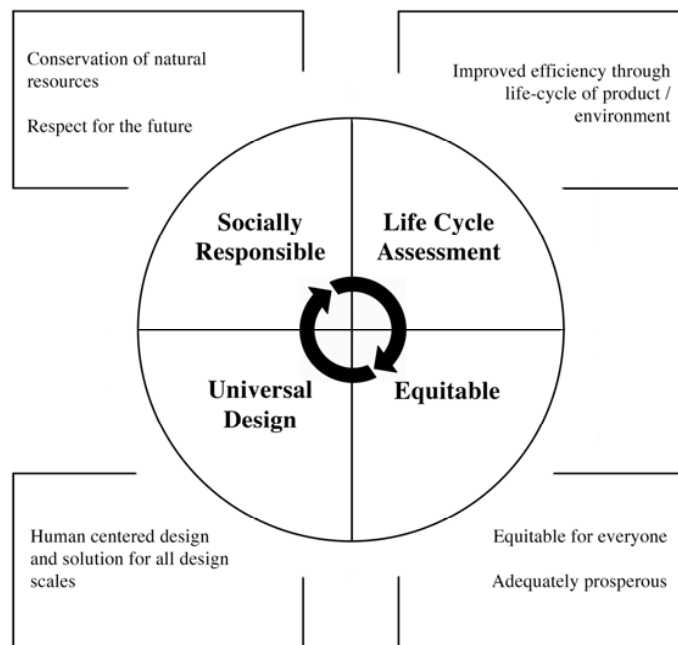 Conservation of natural
resources
Respect for the future
Improved efficiency through
life-cycle of product /
environment
Socially
Responsible
Life Cycle
Assessment
Universal
Design
Equitable
Human centered design
and solution for all design
scales
Equitable for everyone
Adequately prosperous